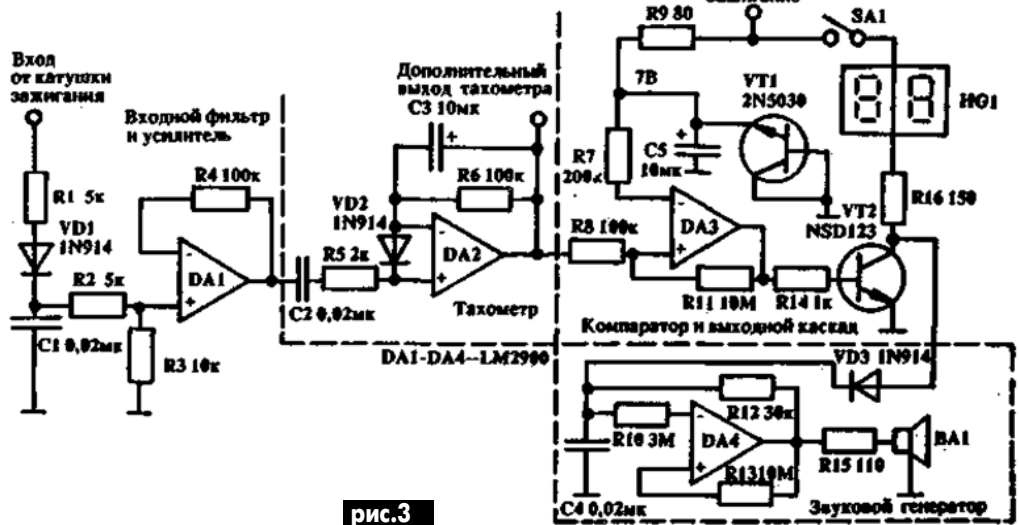 R9 80
SA1
Вход
от катушки
зажигания
Входной фильтр
и усилитель
Дополнительный
выход тахометра
C3 10мк
7В
VT1
2N5030
HG1
R4 100к
R1 5к
VD1
1N914
R2 5к
DA1
VD2
1N914
R6 100к
R5 2к
DA2
R7
200к
C5
10мк
DA3
R8 100к
VT2
NSD123
R16 150
C1 0,02мк
R3 10к
C2 0,02мк
Тахометр
R11 10М
R14 1к
Компаратор и выходной каскад
DA1-DA4--LM2900
VD3 1N914
R12 30к
R10 3М
DA4
R13 10М
R15 110
BA1
C4 0,02мк
Звуковой генератор
рис.3